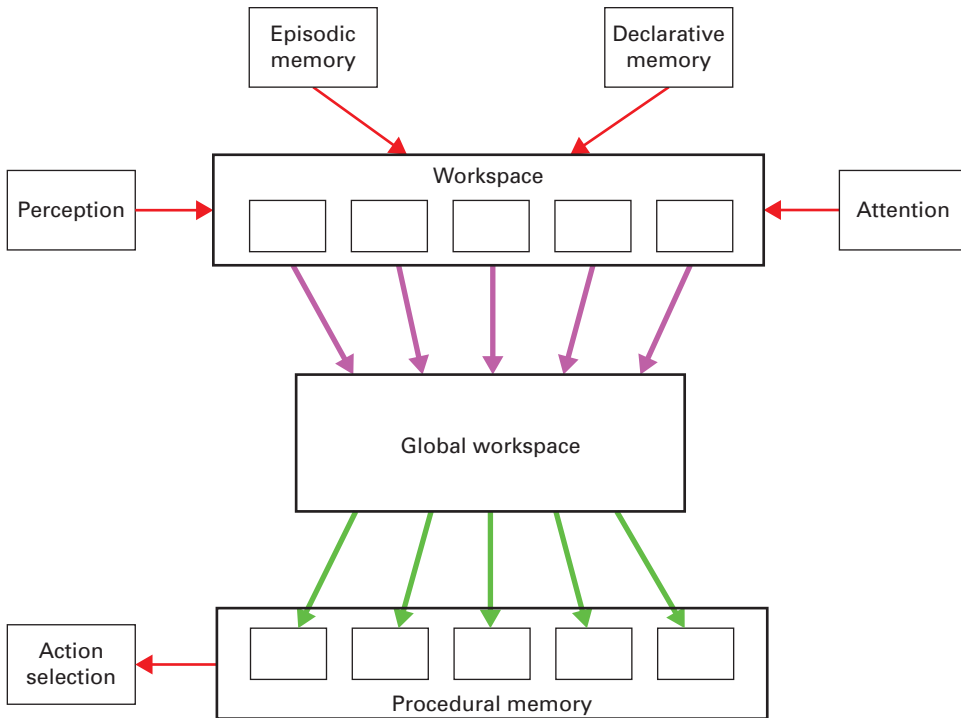 Episodic
memory
Declarative
memory
Workspace
Perception
Attention
Global workspace
Action
selection
Procedural memory